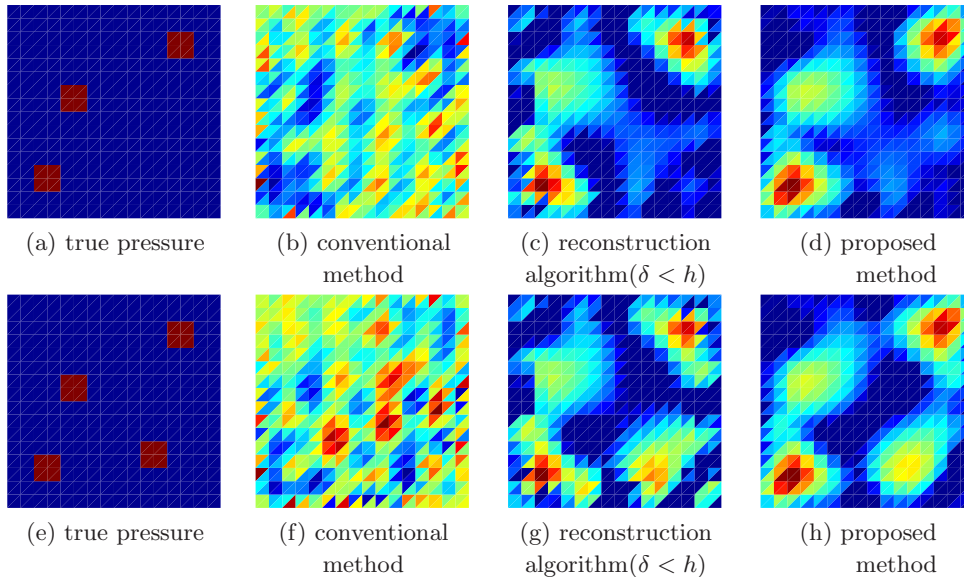 (a) true pressure
(b) conventional
method
(c) reconstruction
algorithm(δ < h)
(d) proposed
method
(e) true pressure
(f) conventional
method
(g) reconstruction
algorithm(δ < h)
(h) proposed
method